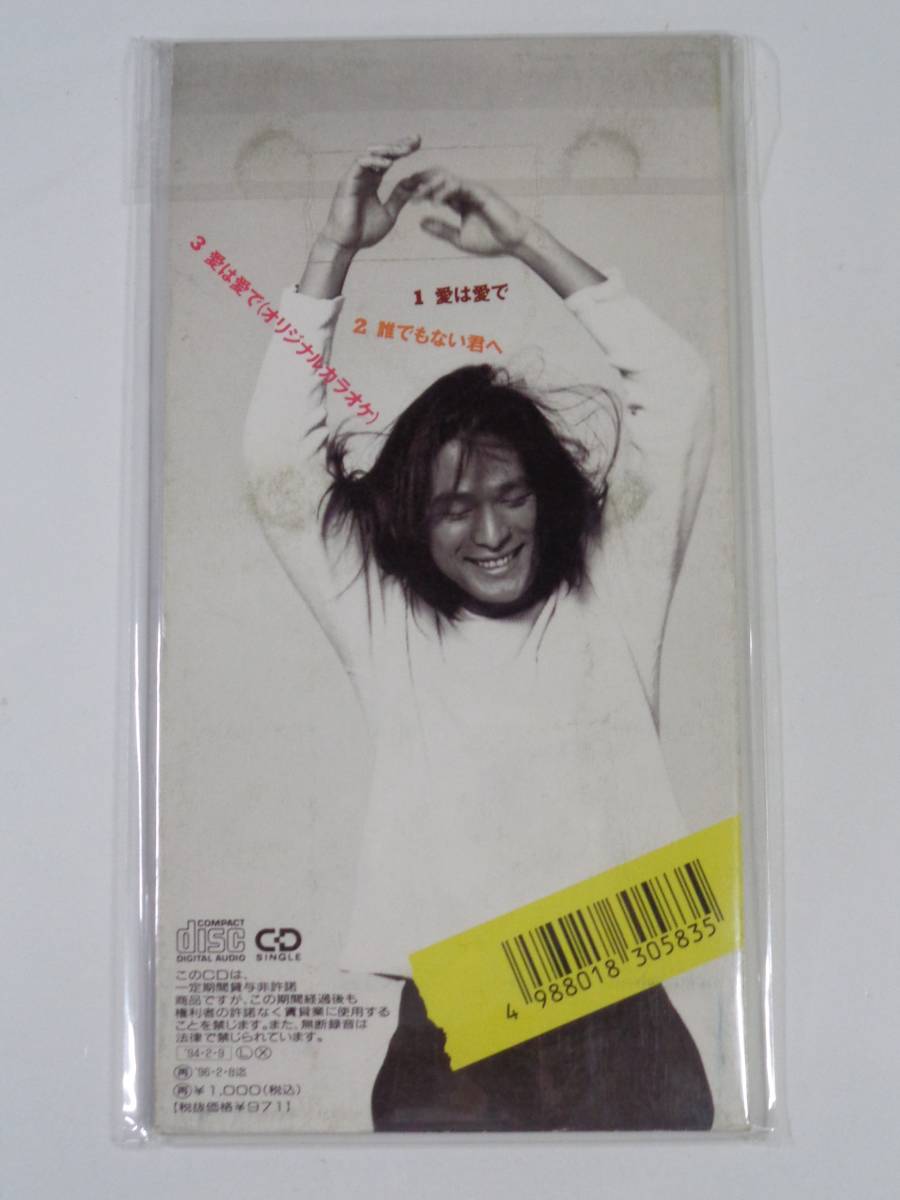 1 愛は愛で
2 誰でもない君へ
3 愛は愛で(オリジナルカラオケ)
COMPACT
disc
DIGITAL AUDIO
CD
SINGLE
このCDは、
一定期間貸与非許諾
商品ですが、この期間経過後も
権利者の許諾なく賃貸業に使用する
ことを禁じます。また、無断録音は
法律で禁じられています。
'94-2-9 Ⓛ Ⓧ
再 '96-2-8迄
再 ¥1,000(税込)
【税抜価格¥971】
4 988018 305835